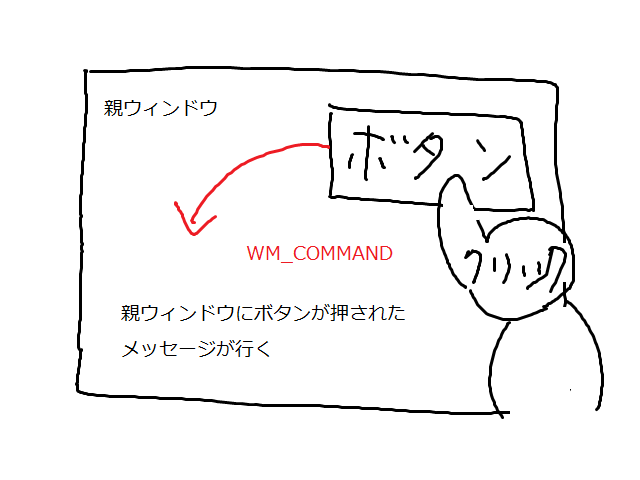 親ウィンドウ
ボタン
クリック
WM_COMMAND
親ウィンドウにボタンが押された
メッセージが行く